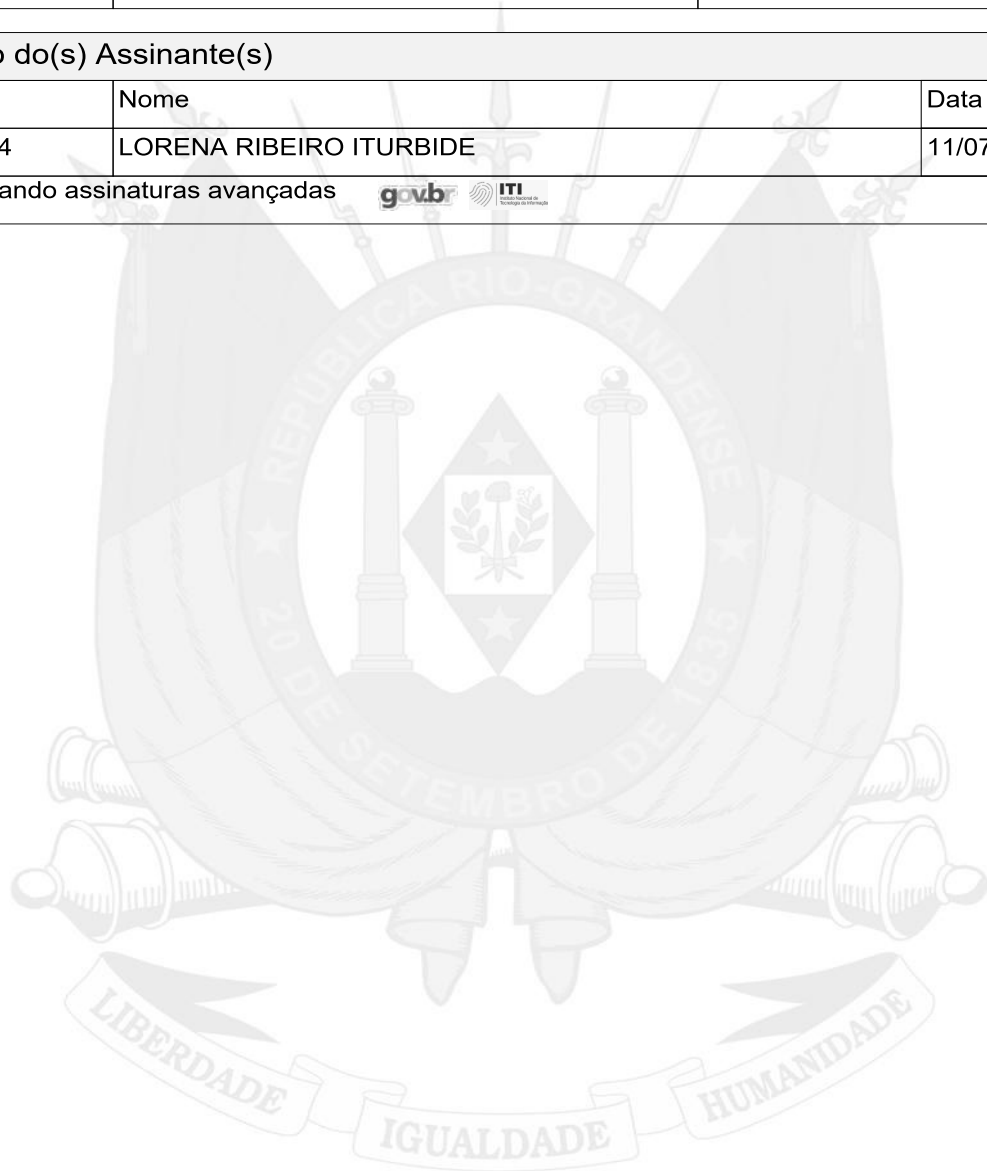 o do(s) Assinante(s)
Nome Data
4 LORENA RIBEIRO ITURBIDE 11/07
ando assinaturas avançadas gov.br ITI
REPÚBLICA RIO-GRANDENSE
20 DE SETEMBRO DE 1835
LIBERDADE IGUALDADE HUMANIDADE